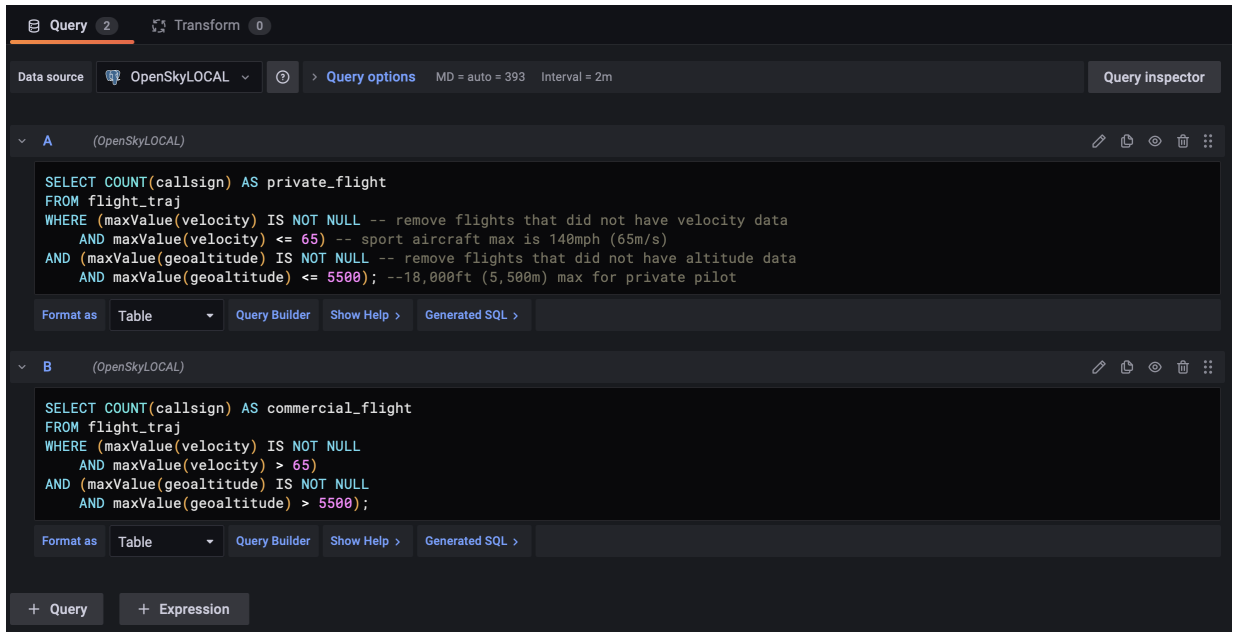 Query 2 Transform 0
Data source OpenSkyLOCAL Query options MD = auto = 393 Interval = 2m Query inspector
A (OpenSkyLOCAL)
SELECT COUNT(callsign) AS private_flight
FROM flight_traj
WHERE (maxValue(velocity) IS NOT NULL -- remove flights that did not have velocity data
AND maxValue(velocity) <= 65) -- sport aircraft max is 140mph (65m/s)
AND (maxValue(geoaltitude) IS NOT NULL -- remove flights that did not have altitude data
AND maxValue(geoaltitude) <= 5500); --18,000ft (5,500m) max for private pilot
Format as Table Query Builder Show Help > Generated SQL >
B (OpenSkyLOCAL)
SELECT COUNT(callsign) AS commercial_flight
FROM flight_traj
WHERE (maxValue(velocity) IS NOT NULL
AND maxValue(velocity) > 65)
AND (maxValue(geoaltitude) IS NOT NULL
AND maxValue(geoaltitude) > 5500);
Format as Table Query Builder Show Help > Generated SQL >
+ Query + Expression